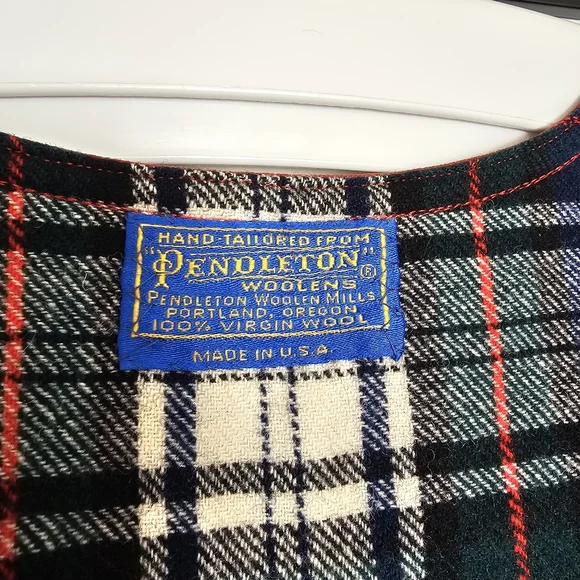 HAND-TAILORED FROM
"PENDLETON"®
WOOLENS
PENDLETON WOOLEN MILLS
PORTLAND, OREGON
100% VIRGIN WOOL
MADE IN U.S.A.